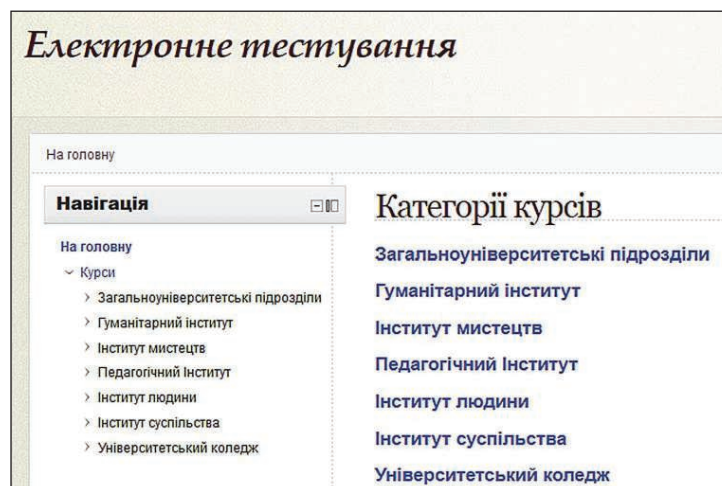 Електронне тестування
На головну
Навігація
На головну
Курси
Загальноуніверситетські підрозділи
Гуманітарний інститут
Інститут мистецтв
Педагогічний Інститут
Інститут людини
Інститут суспільства
Університетський коледж
Категорії курсів
Загальноуніверситетські підрозділи
Гуманітарний інститут
Інститут мистецтв
Педагогічний Інститут
Інститут людини
Інститут суспільства
Університетський коледж